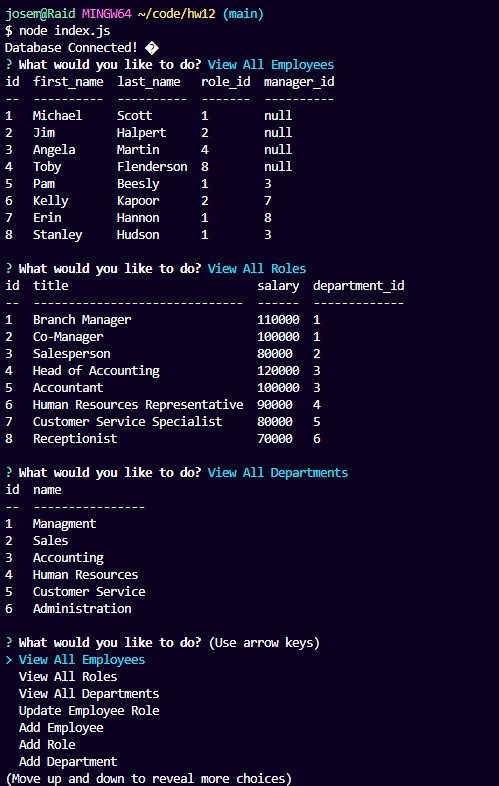 josem@Raid MINGW64 ~/code/hw12 (main)
$ node index.js
Database Connected! �
? What would you like to do? View All Employees
id  first_name  last_name   role_id  manager_id
--  ----------  ----------  -------  ----------
1   Michael     Scott       1        null
2   Jim         Halpert     2        null
3   Angela      Martin      4        null
4   Toby        Flenderson  8        null
5   Pam         Beesly      1        3
6   Kelly       Kapoor      2        7
7   Erin        Hannon      1        8
8   Stanley     Hudson      1        3
? What would you like to do? View All Roles
id  title                           salary  department_id
--  ------------------------------  ------  -------------
1   Branch Manager                  110000  1
2   Co-Manager                      100000  1
3   Salesperson                     80000   2
4   Head of Accounting              120000  3
5   Accountant                      100000  3
6   Human Resources Representative  90000   4
7   Customer Service Specialist     80000   5
8   Receptionist                    70000   6
? What would you like to do? View All Departments
id  name
--  ----------------
1   Managment
2   Sales
3   Accounting
4   Human Resources
5   Customer Service
6   Administration
? What would you like to do? (Use arrow keys)
> View All Employees
  View All Roles
  View All Departments
  Update Employee Role
  Add Employee
  Add Role
  Add Department
(Move up and down to reveal more choices)